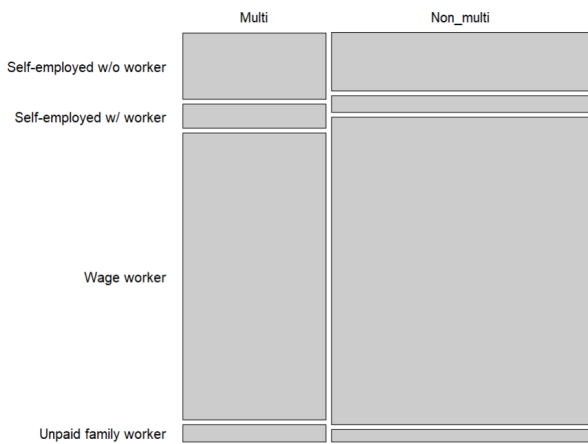 Multi Non_multi
Self-employed w/o worker
Self-employed w/ worker
Wage worker
Unpaid family worker